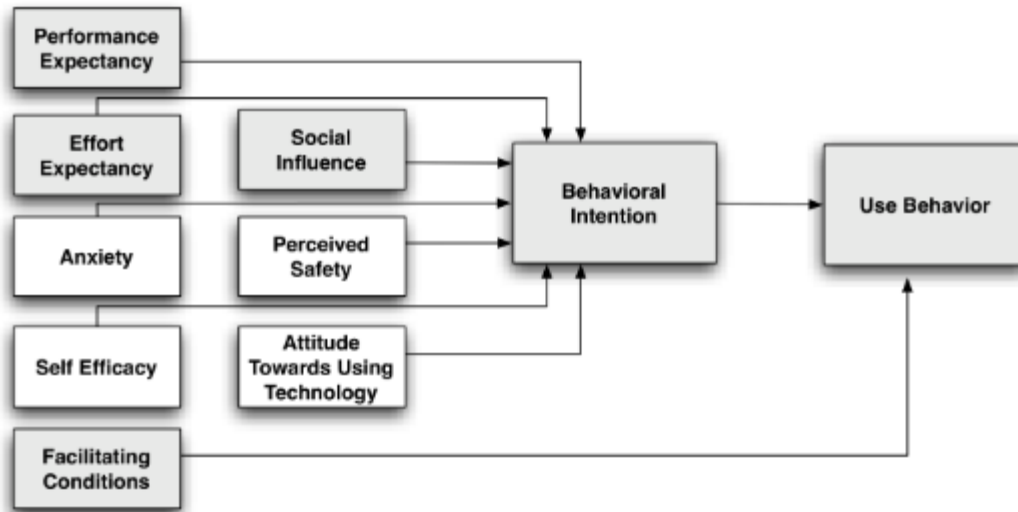 Performance
Expectancy
Effort
Expectancy
Social
Influence
Behavioral
Intention
Use Behavior
Anxiety
Perceived
Safety
Self Efficacy
Attitude
Towards Using
Technology
Facilitating
Conditions